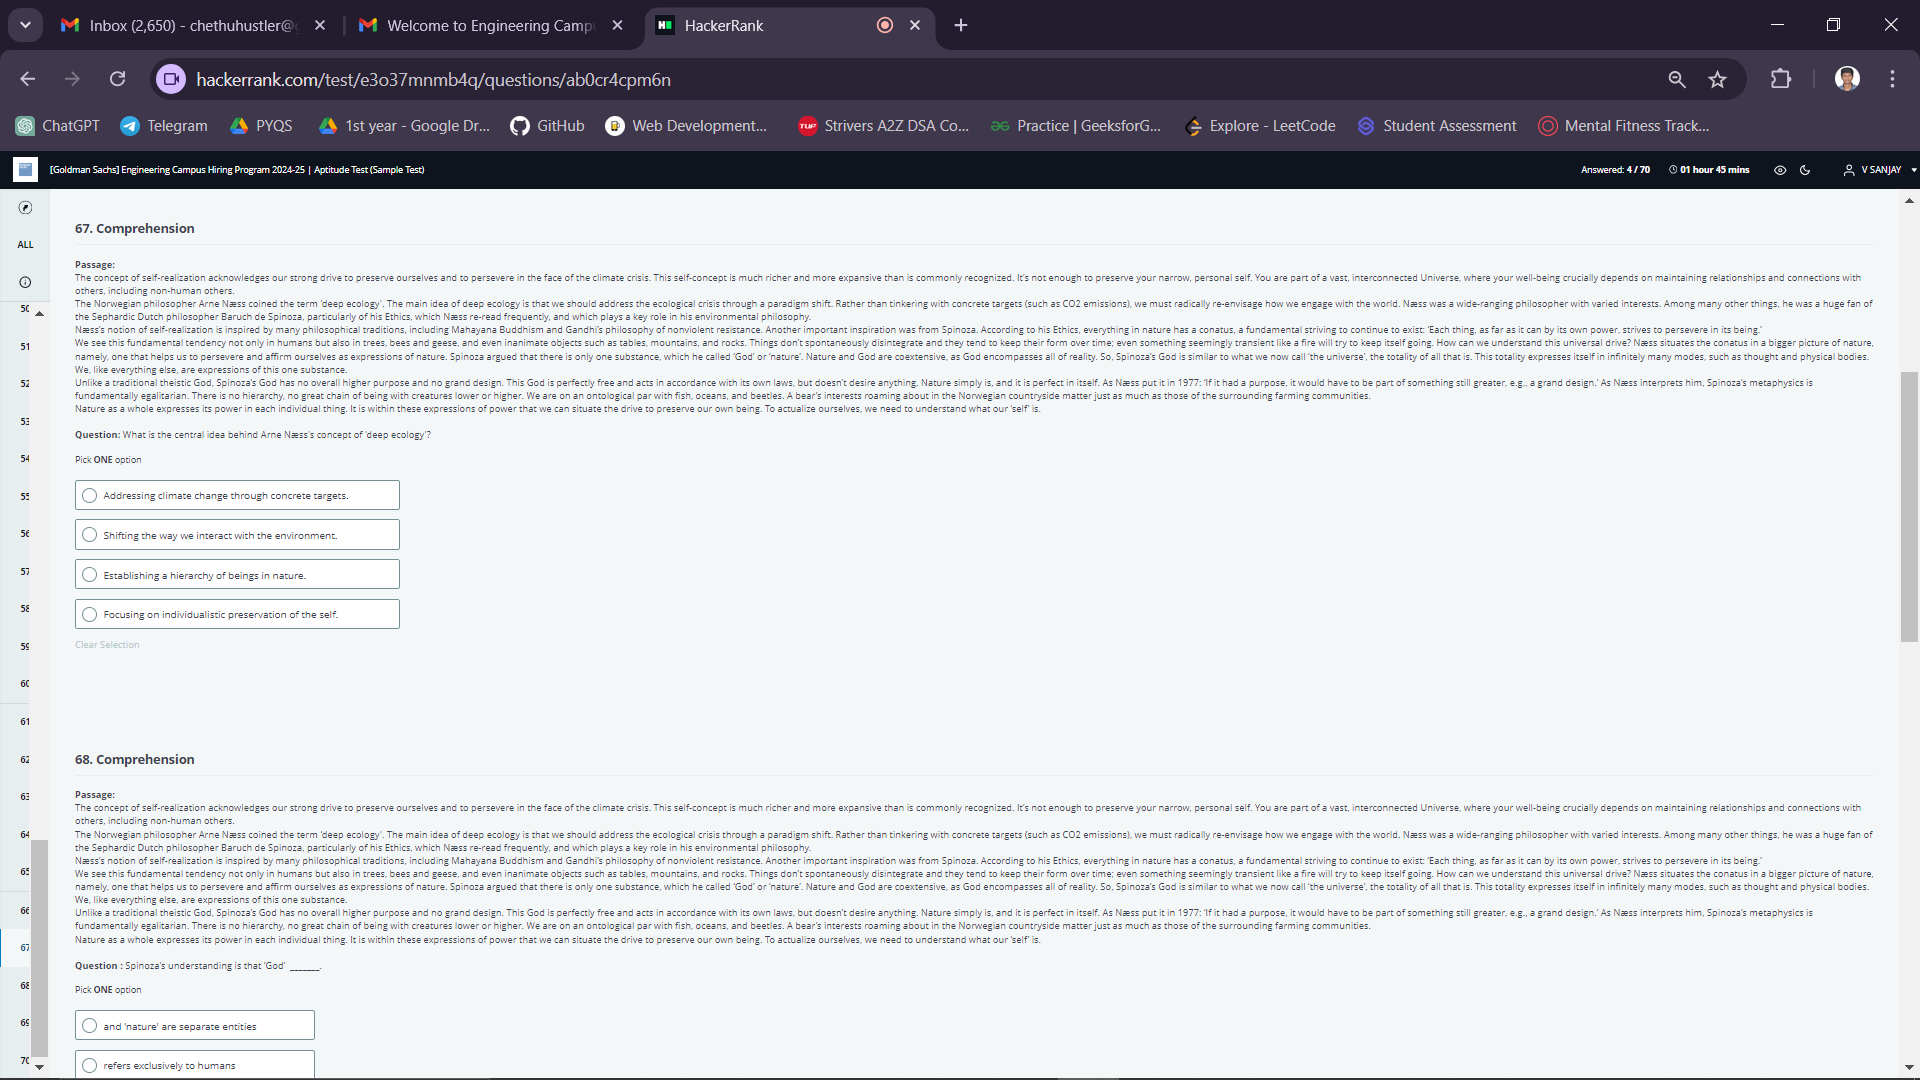 Inbox (2,650) - chethuhustler@g
Welcome to Engineering Camp
HackerRank
hackerrank.com/test/e3o37mnmb4q/questions/ab0cr4cpm6n
ChatGPT
Telegram
PYQS
1st year - Google Dr...
GitHub
Web Development...
TUF
Strivers A2Z DSA Co...
Practice | GeeksforG...
Explore - LeetCode
Student Assessment
Mental Fitness Track...
[Goldman Sachs] Engineering Campus Hiring Program 2024-25 | Aptitude Test (Sample Test)
Answered: 4 / 70
01 hour 45 mins
V SANJAY
ALL
50
51
52
53
54
55
56
57
58
59
60
61
62
63
64
65
66
67
68
69
70
67. Comprehension
Passage:
The concept of self-realization acknowledges our strong drive to preserve ourselves and to persevere in the face of the climate crisis. This self-concept is much richer and more expansive than is commonly recognized. It's not enough to preserve your narrow, personal self. You are part of a vast, interconnected Universe, where your well-being crucially depends on maintaining relationships and connections with
others, including non-human others.
The Norwegian philosopher Arne Næss coined the term 'deep ecology'. The main idea of deep ecology is that we should address the ecological crisis through a paradigm shift. Rather than tinkering with concrete targets (such as CO2 emissions), we must radically re-envisage how we engage with the world. Næss was a wide-ranging philosopher with varied interests. Among many other things, he was a huge fan of
the Sephardic Dutch philosopher Baruch de Spinoza, particularly of his Ethics, which Næss re-read frequently, and which plays a key role in his environmental philosophy.
Næss's notion of self-realization is inspired by many philosophical traditions, including Mahayana Buddhism and Gandhi's philosophy of nonviolent resistance. Another important inspiration was from Spinoza. According to his Ethics, everything in nature has a conatus, a fundamental striving to continue to exist: 'Each thing, as far as it can by its own power, strives to persevere in its being.'
We see this fundamental tendency not only in humans but also in trees, bees and geese, and even inanimate objects such as tables, mountains, and rocks. Things don't spontaneously disintegrate and they tend to keep their form over time; even something seemingly transient like a fire will try to keep itself going. How can we understand this universal drive? Næss situates the conatus in a bigger picture of nature,
namely, one that helps us to persevere and affirm ourselves as expressions of nature. Spinoza argued that there is only one substance, which he called 'God' or 'nature'. Nature and God are coextensive, as God encompasses all of reality. So, Spinoza's God is similar to what we now call 'the universe', the totality of all that is. This totality expresses itself in infinitely many modes, such as thought and physical bodies.
We, like everything else, are expressions of this one substance.
Unlike a traditional theistic God, Spinoza's God has no overall higher purpose and no grand design. This God is perfectly free and acts in accordance with its own laws, but doesn't desire anything. Nature simply is, and it is perfect in itself. As Næss put it in 1977: 'If it had a purpose, it would have to be part of something still greater, e.g., a grand design.' As Næss interprets him, Spinoza's metaphysics is
fundamentally egalitarian. There is no hierarchy, no great chain of being with creatures lower or higher. We are on an ontological par with fish, oceans, and beetles. A bear's interests roaming about in the Norwegian countryside matter just as much as those of the surrounding farming communities.
Nature as a whole expresses its power in each individual thing. It is within these expressions of power that we can situate the drive to preserve our own being. To actualize ourselves, we need to understand what our 'self' is.
Question: What is the central idea behind Arne Næss's concept of 'deep ecology'?
Pick ONE option
Addressing climate change through concrete targets.
Shifting the way we interact with the environment.
Establishing a hierarchy of beings in nature.
Focusing on individualistic preservation of the self.
Clear Selection
68. Comprehension
Passage:
The concept of self-realization acknowledges our strong drive to preserve ourselves and to persevere in the face of the climate crisis. This self-concept is much richer and more expansive than is commonly recognized. It's not enough to preserve your narrow, personal self. You are part of a vast, interconnected Universe, where your well-being crucially depends on maintaining relationships and connections with
others, including non-human others.
The Norwegian philosopher Arne Næss coined the term 'deep ecology'. The main idea of deep ecology is that we should address the ecological crisis through a paradigm shift. Rather than tinkering with concrete targets (such as CO2 emissions), we must radically re-envisage how we engage with the world. Næss was a wide-ranging philosopher with varied interests. Among many other things, he was a huge fan of
the Sephardic Dutch philosopher Baruch de Spinoza, particularly of his Ethics, which Næss re-read frequently, and which plays a key role in his environmental philosophy.
Næss's notion of self-realization is inspired by many philosophical traditions, including Mahayana Buddhism and Gandhi's philosophy of nonviolent resistance. Another important inspiration was from Spinoza. According to his Ethics, everything in nature has a conatus, a fundamental striving to continue to exist: 'Each thing, as far as it can by its own power, strives to persevere in its being.'
We see this fundamental tendency not only in humans but also in trees, bees and geese, and even inanimate objects such as tables, mountains, and rocks. Things don't spontaneously disintegrate and they tend to keep their form over time; even something seemingly transient like a fire will try to keep itself going. How can we understand this universal drive? Næss situates the conatus in a bigger picture of nature,
namely, one that helps us to persevere and affirm ourselves as expressions of nature. Spinoza argued that there is only one substance, which he called 'God' or 'nature'. Nature and God are coextensive, as God encompasses all of reality. So, Spinoza's God is similar to what we now call 'the universe', the totality of all that is. This totality expresses itself in infinitely many modes, such as thought and physical bodies.
We, like everything else, are expressions of this one substance.
Unlike a traditional theistic God, Spinoza's God has no overall higher purpose and no grand design. This God is perfectly free and acts in accordance with its own laws, but doesn't desire anything. Nature simply is, and it is perfect in itself. As Næss put it in 1977: 'If it had a purpose, it would have to be part of something still greater, e.g., a grand design.' As Næss interprets him, Spinoza's metaphysics is
fundamentally egalitarian. There is no hierarchy, no great chain of being with creatures lower or higher. We are on an ontological par with fish, oceans, and beetles. A bear's interests roaming about in the Norwegian countryside matter just as much as those of the surrounding farming communities.
Nature as a whole expresses its power in each individual thing. It is within these expressions of power that we can situate the drive to preserve our own being. To actualize ourselves, we need to understand what our 'self' is.
Question : Spinoza's understanding is that 'God' _______.
Pick ONE option
and 'nature' are separate entities
refers exclusively to humans